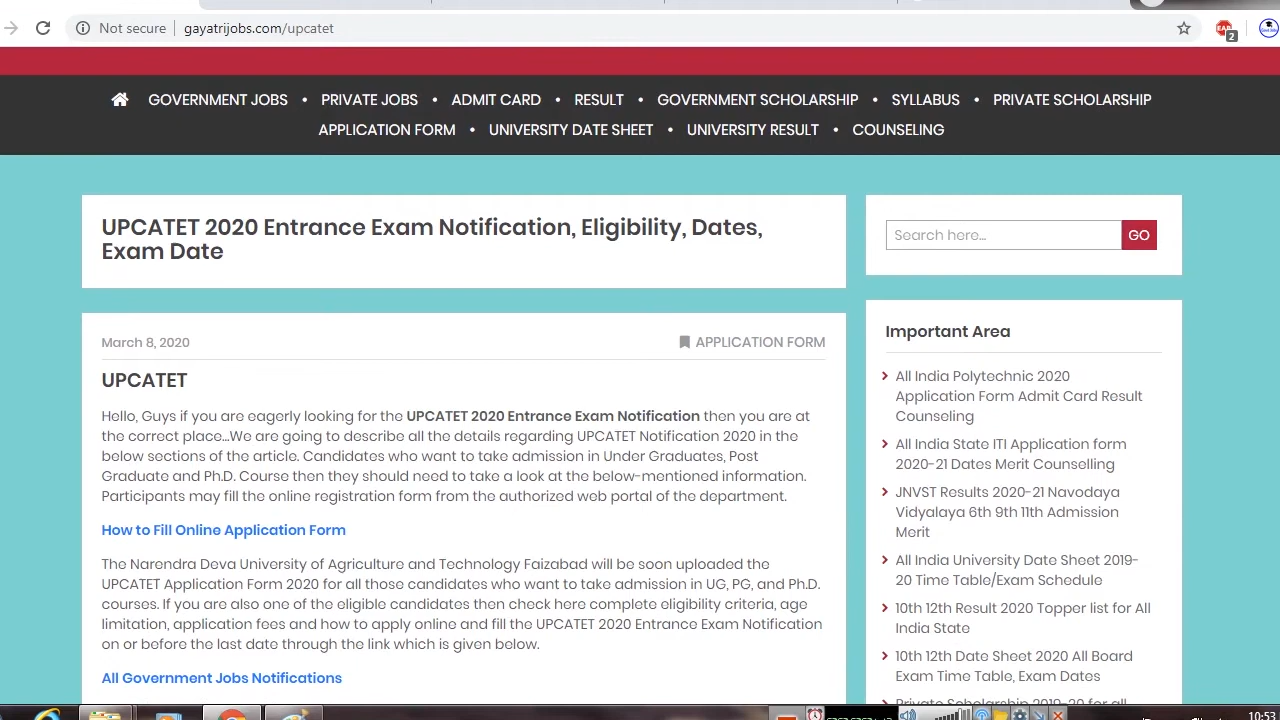 Not secure
gayatrijobs.com/upcatet
2
GOVERNMENT JOBS • PRIVATE JOBS • ADMIT CARD • RESULT • GOVERNMENT SCHOLARSHIP • SYLLABUS • PRIVATE SCHOLARSHIP
APPLICATION FORM • UNIVERSITY DATE SHEET • UNIVERSITY RESULT • COUNSELING
UPCATET 2020 Entrance Exam Notification, Eligibility, Dates,
Exam Date
March 8, 2020
APPLICATION FORM
UPCATET
Hello, Guys if you are eagerly looking for the UPCATET 2020 Entrance Exam Notification then you are at
the correct place...We are going to describe all the details regarding UPCATET Notification 2020 in the
below sections of the article. Candidates who want to take admission in Under Graduates, Post
Graduate and Ph.D. Course then they should need to take a look at the below-mentioned information.
Participants may fill the online registration form from the authorized web portal of the department.
How to Fill Online Application Form
The Narendra Deva University of Agriculture and Technology Faizabad will be soon uploaded the
UPCATET Application Form 2020 for all those candidates who want to take admission in UG, PG, and Ph.D.
courses. If you are also one of the eligible candidates then check here complete eligibility criteria, age
limitation, application fees and how to apply online and fill the UPCATET 2020 Entrance Exam Notification
on or before the last date through the link which is given below.
All Government Jobs Notifications
Search here...
GO
Important Area
All India Polytechnic 2020
Application Form Admit Card Result
Counseling
All India State ITI Application form
2020-21 Dates Merit Counselling
JNVST Results 2020-21 Navodaya
Vidyalaya 6th 9th 11th Admission
Merit
All India University Date Sheet 2019-
20 Time Table/Exam Schedule
10th 12th Result 2020 Topper list for All
India State
10th 12th Date Sheet 2020 All Board
Exam Time Table, Exam Dates
Private Scholarship 2019-20 for all
10:53